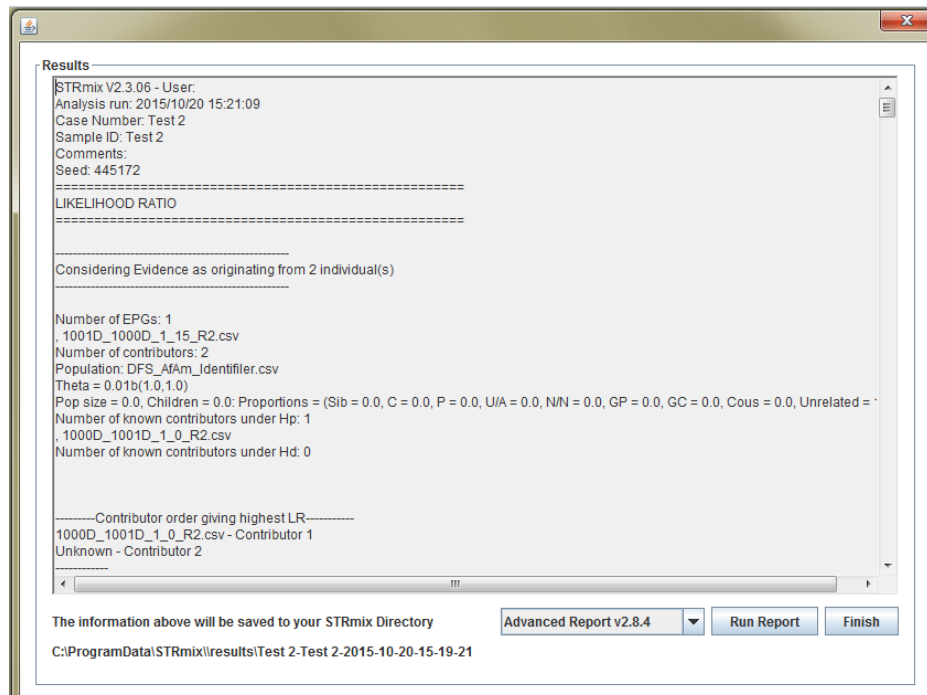 Results
STRmix V2.3.06 - User:
Analysis run: 2015/10/20 15:21:09
Case Number: Test 2
Sample ID: Test 2
Comments:
Seed: 445172
=======================================================
LIKELIHOOD RATIO
=======================================================
-------------------------------------------------------
Considering Evidence as originating from 2 individual(s)
-------------------------------------------------------
Number of EPGs: 1
, 1001D_1000D_1_15_R2.csv
Number of contributors: 2
Population: DFS_AfAm_Identifiler.csv
Theta = 0.01b(1.0,1.0)
Pop size = 0.0, Children = 0.0: Proportions = (Sib = 0.0, C = 0.0, P = 0.0, U/A = 0.0, N/N = 0.0, GP = 0.0, GC = 0.0, Cous = 0.0, Unrelated =
Number of known contributors under Hp: 1
, 1000D_1001D_1_0_R2.csv
Number of known contributors under Hd: 0
---------Contributor order giving highest LR-----------
1000D_1001D_1_0_R2.csv - Contributor 1
Unknown - Contributor 2
------------
The information above will be saved to your STRmix Directory
Advanced Report v2.8.4
Run Report
Finish
C:\ProgramData\STRmix\\results\Test 2-Test 2-2015-10-20-15-19-21